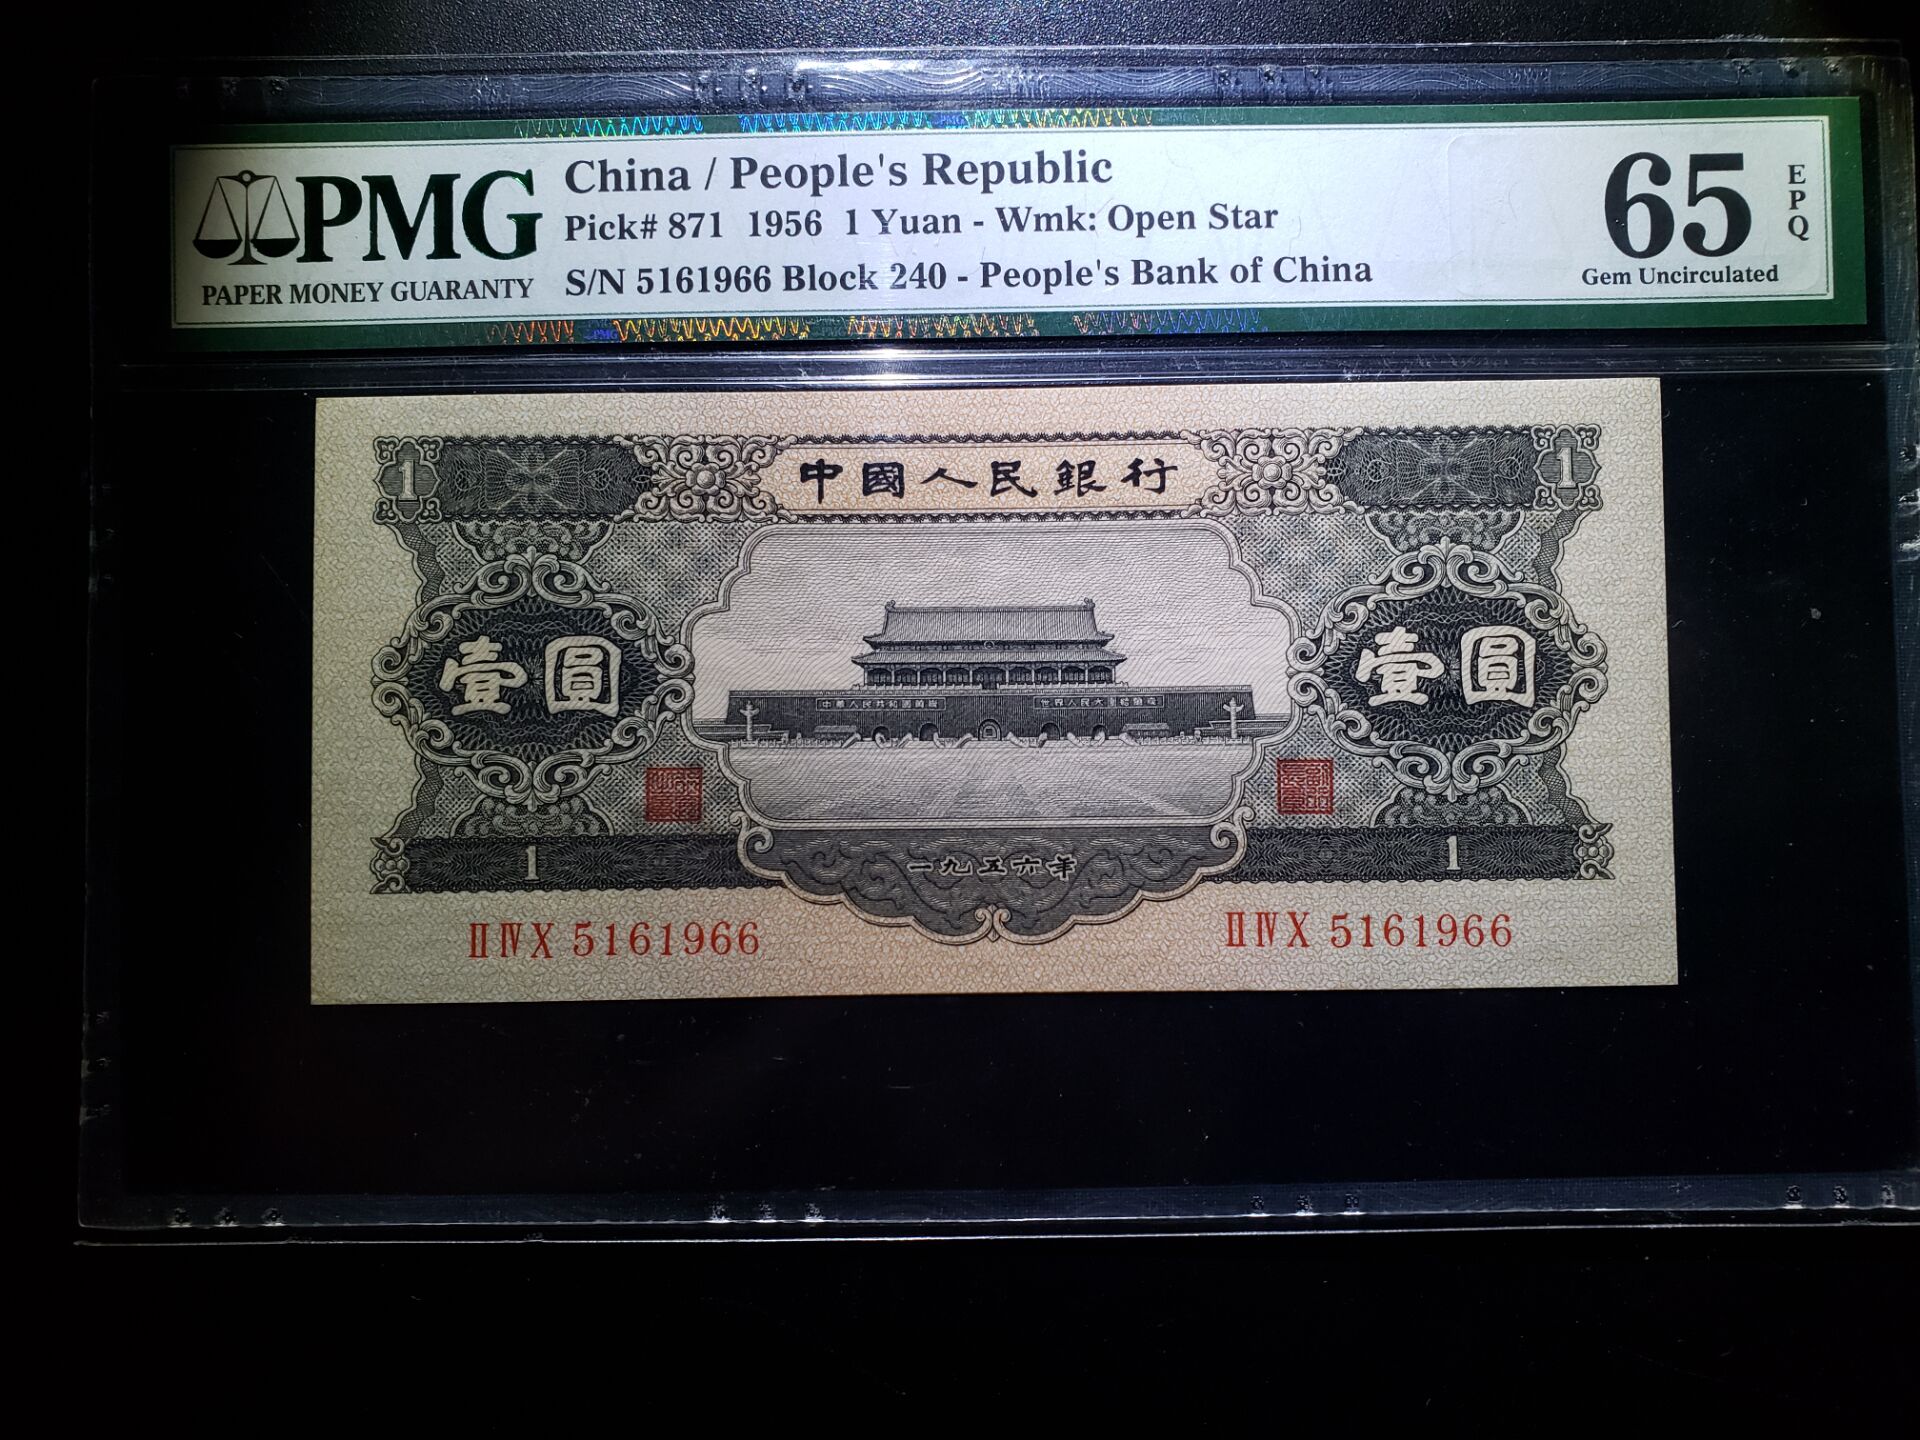 PMG
PAPER MONEY GUARANTY
China / People's Republic
Pick# 871 1956 1 Yuan - Wmk: Open Star
S/N 5161966 Block 240 - People's Bank of China
65
EPQ
Gem Uncirculated
1
中國人民銀行
1
壹圓
壹圓
1
一九五六年
1
ⅡⅣⅩ 5161966
ⅡⅣⅩ 5161966